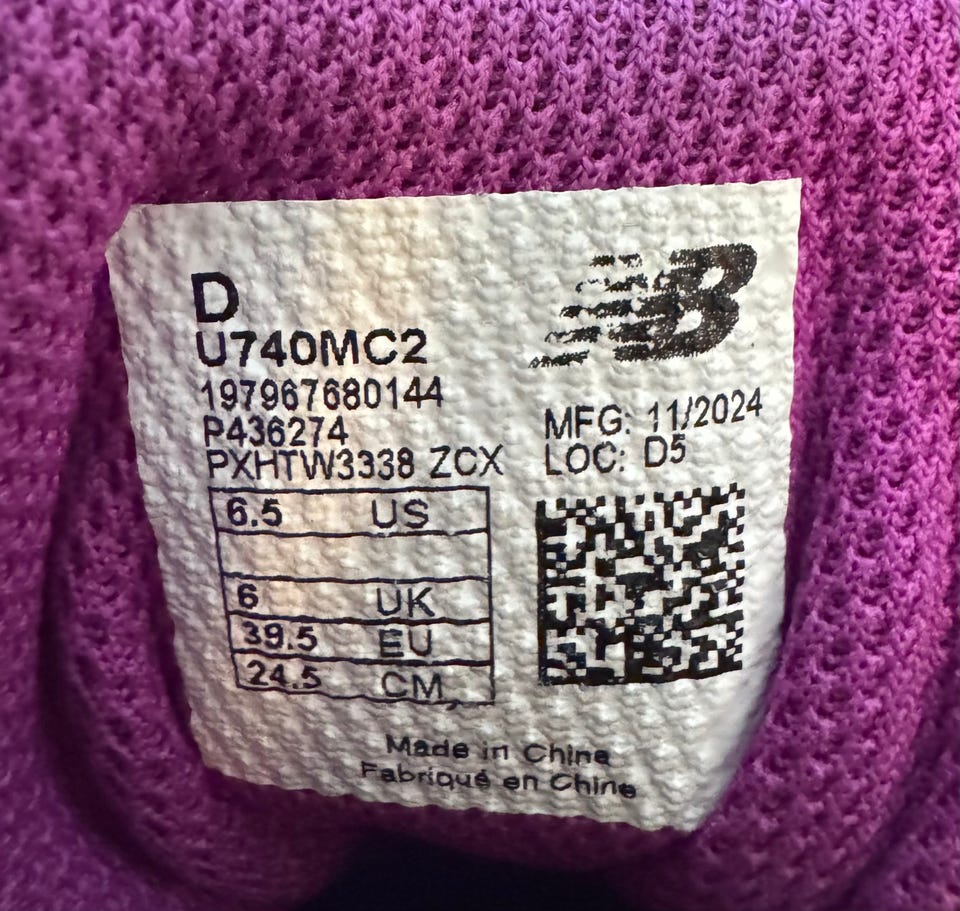 D
U740MC2
197967680144
P436274
PXHTW3338 ZCX
NB
MFG: 11/2024
LOC: D5
6.5 US
6 UK
39.5 EU
24.5 CM
Made in China
Fabriqué en Chine